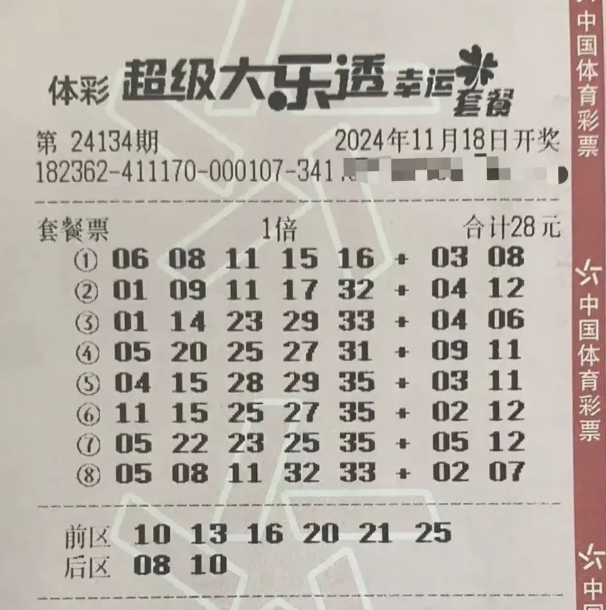 体彩 超级大乐透 幸运套餐
第 24134期 2024年11月18日开奖
182362-411170-000107-341
套餐票 1倍 合计28元
① 06 08 11 15 16 + 03 08
② 01 09 11 17 32 + 04 12
③ 01 14 23 29 33 + 04 06
④ 05 20 25 27 31 + 09 11
⑤ 04 15 28 29 35 + 03 11
⑥ 11 15 25 27 35 + 02 12
⑦ 05 22 23 25 35 + 05 12
⑧ 05 08 11 32 33 + 02 07
前区 10 13 16 20 21 25
后区 08 10
中国体育彩票
中国体育彩票
中